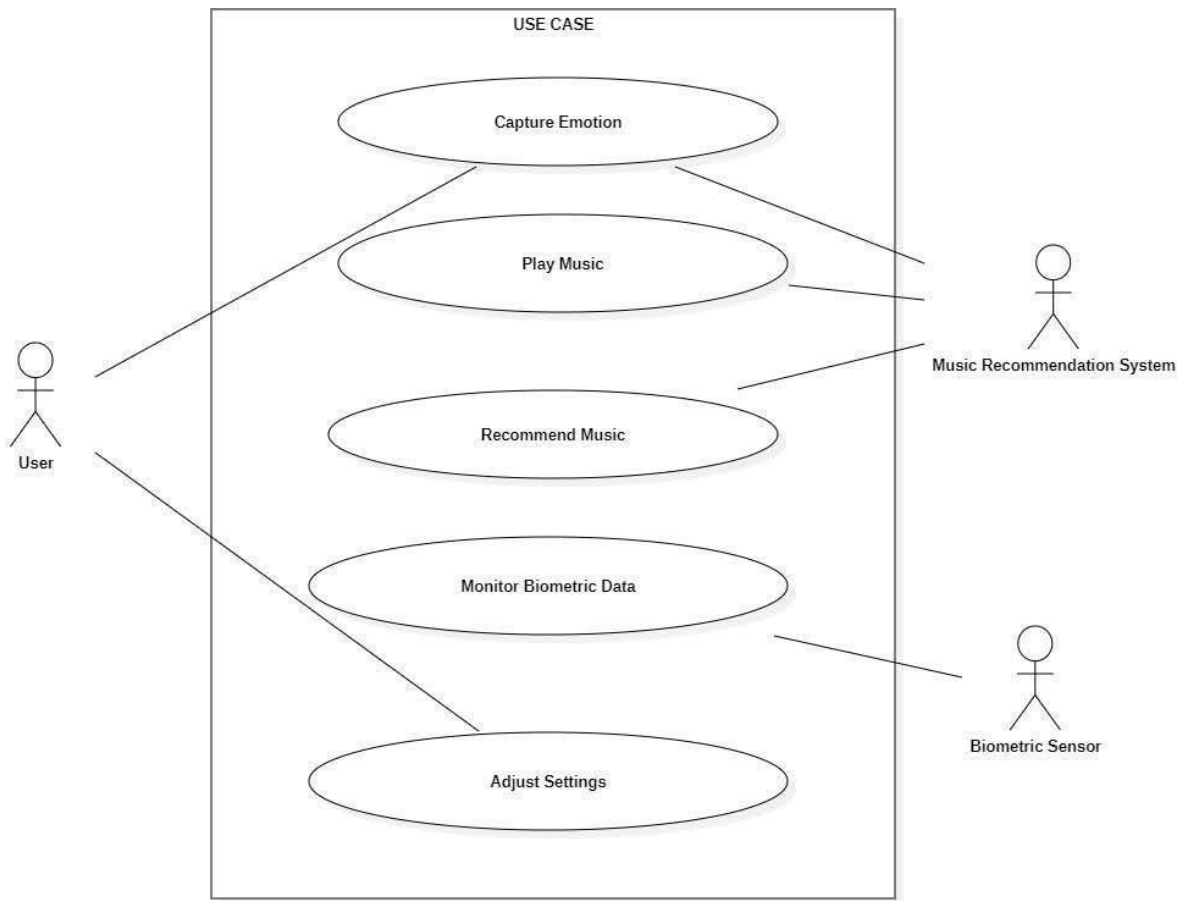 USE CASE
Capture Emotion
Play Music
Music Recommendation System
Recommend Music
User
Monitor Biometric Data
Biometric Sensor
Adjust Settings